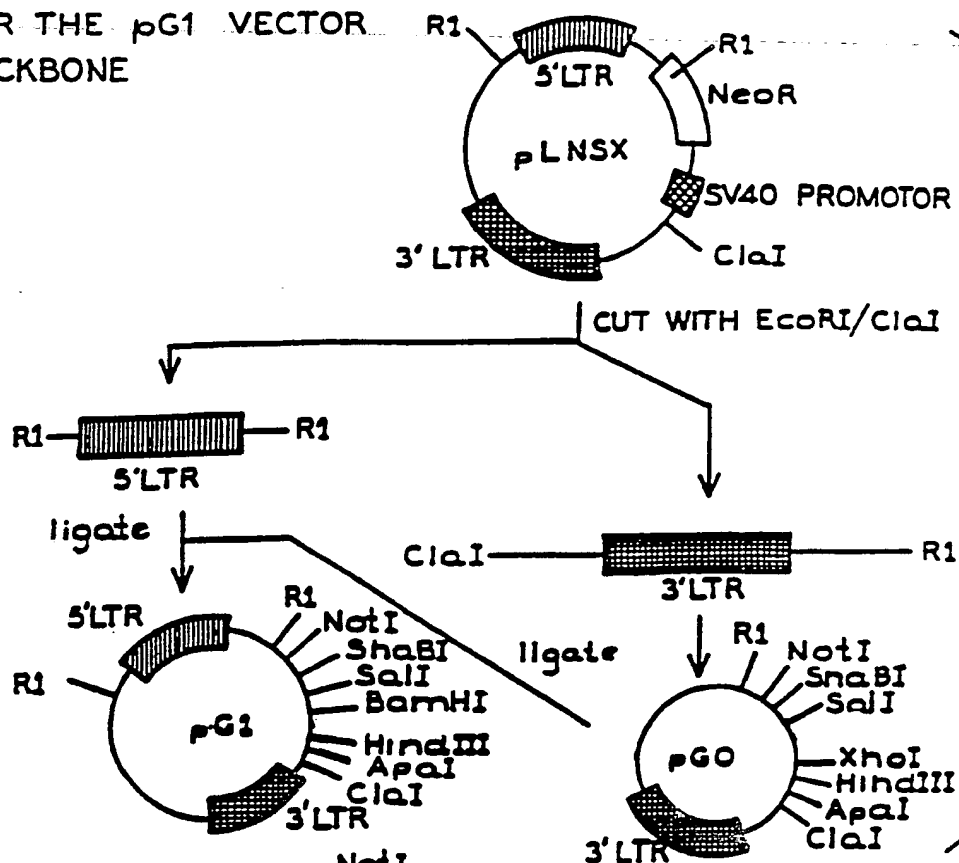 R THE pG1 VECTOR
CKBONE
R1
5'LTR
R1
NeoR
pLNSX
SV40 PROMOTOR
3' LTR
ClaI
CUT WITH EcoRI/ClaI
R1
R1
5'LTR
ligate
ClaI
R1
3'LTR
5'LTR
R1
NotI
ShaBI
SalI
BamHI
R1
pG1
HindIII
ApaI
ClaI
3'LTR
ligate
R1
NotI
SnaBI
SalI
pG0
XhoI
HindIII
ApaI
ClaI
3'LTR
NotI